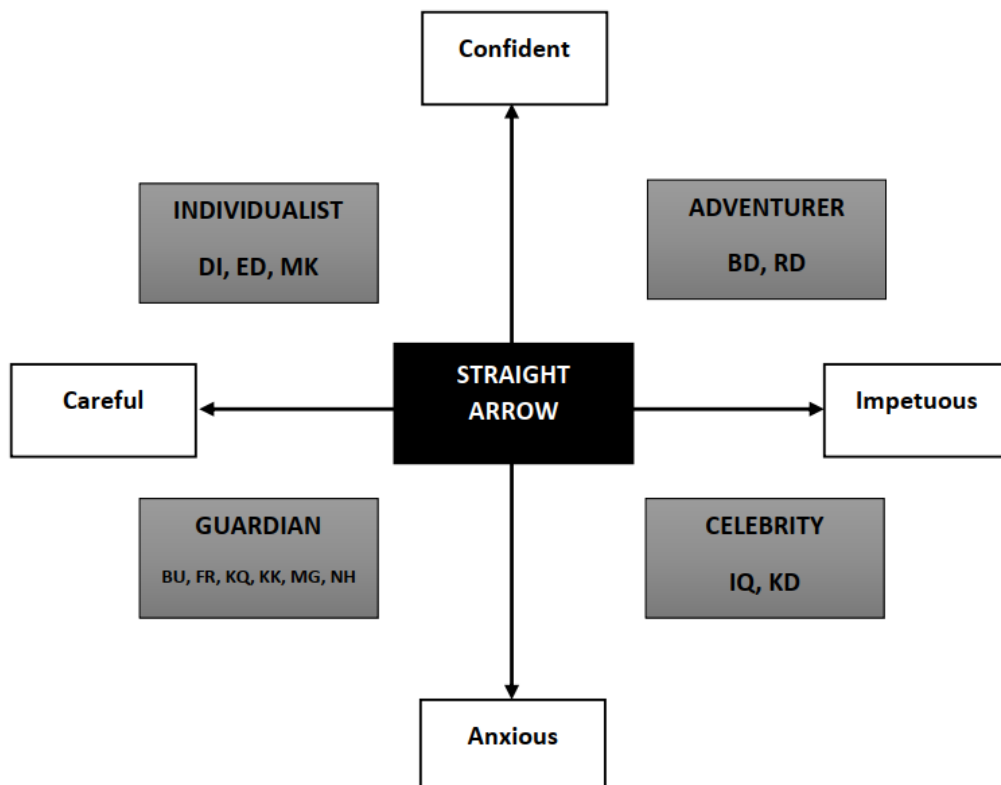 Confident
INDIVIDUALIST
DI, ED, MK
ADVENTURER
BD, RD
STRAIGHT
ARROW
Careful
Impetuous
GUARDIAN
BU, FR, KQ, KK, MG, NH
CELEBRITY
IQ, KD
Anxious